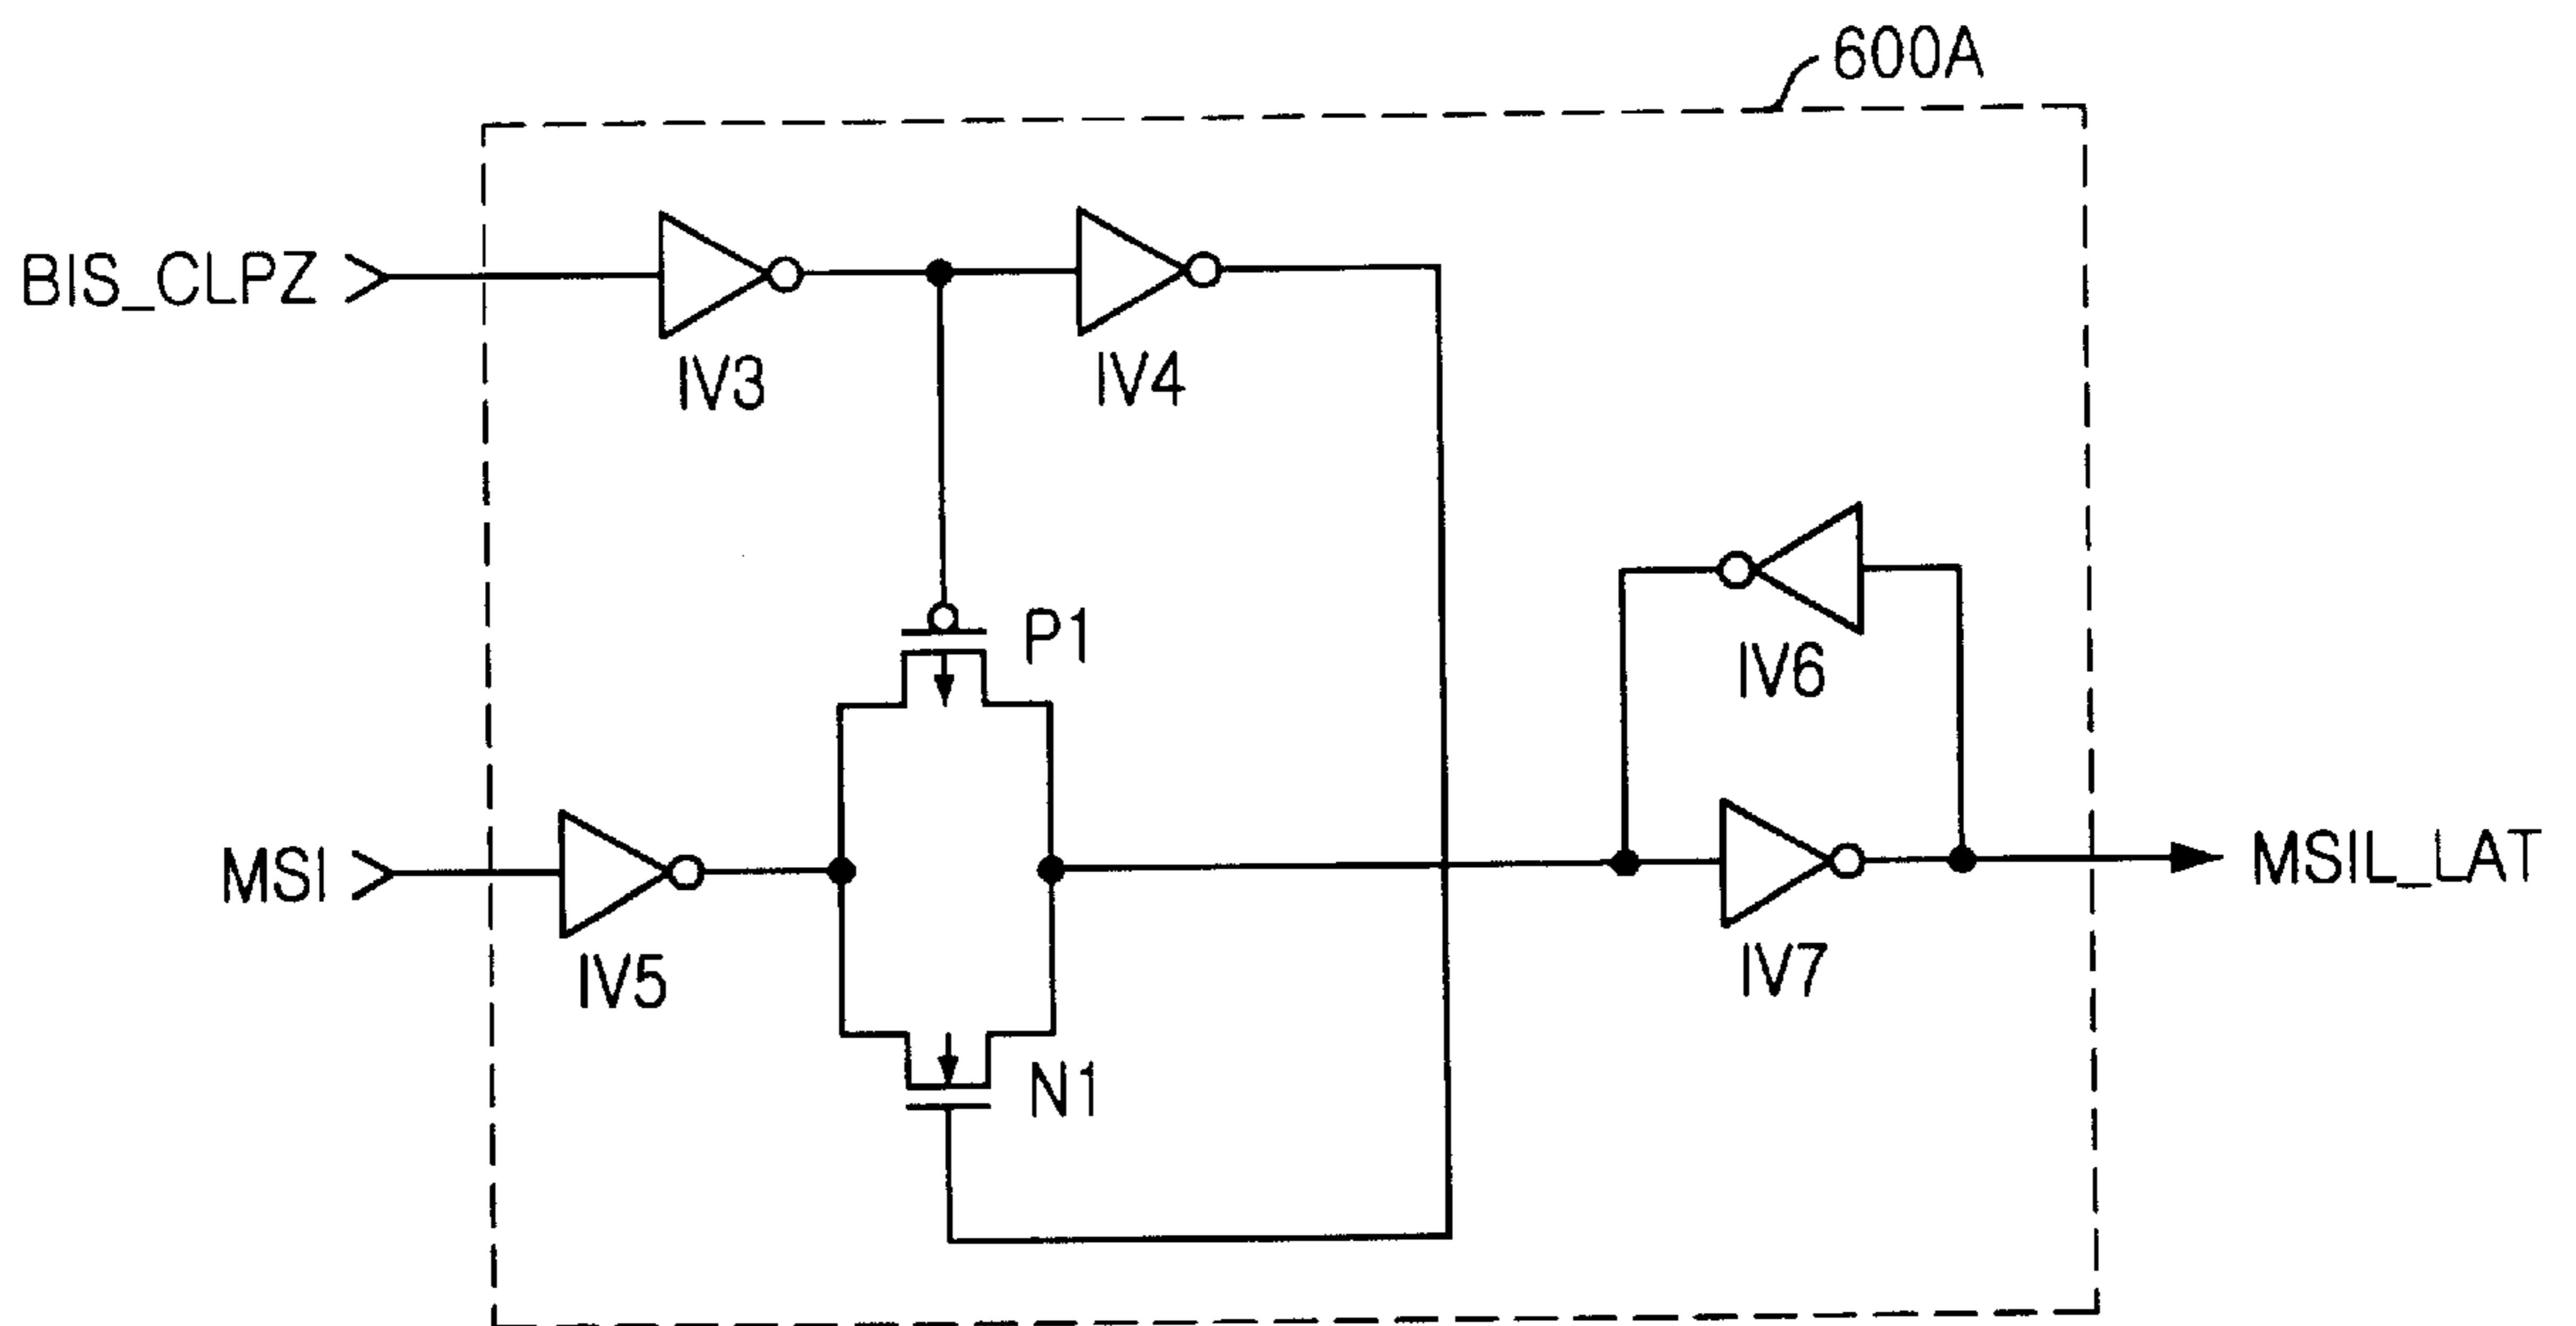 600A
BIS_CLPZ
IV3
IV4
P1
IV6
MSI
MSIL_LAT
IV5
IV7
N1